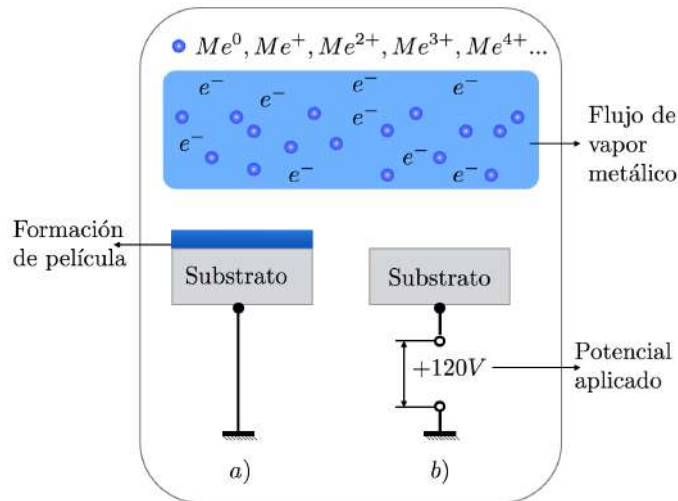 Me⁰, Me⁺, Me²⁺, Me³⁺, Me⁴⁺...
e⁻ e⁻
e⁻ e⁻
e⁻
e⁻ e⁻
e⁻ e⁻
Flujo de
vapor
metálico
Formación
de película
Substrato
Substrato
+120V
Potencial
aplicado
a)
b)